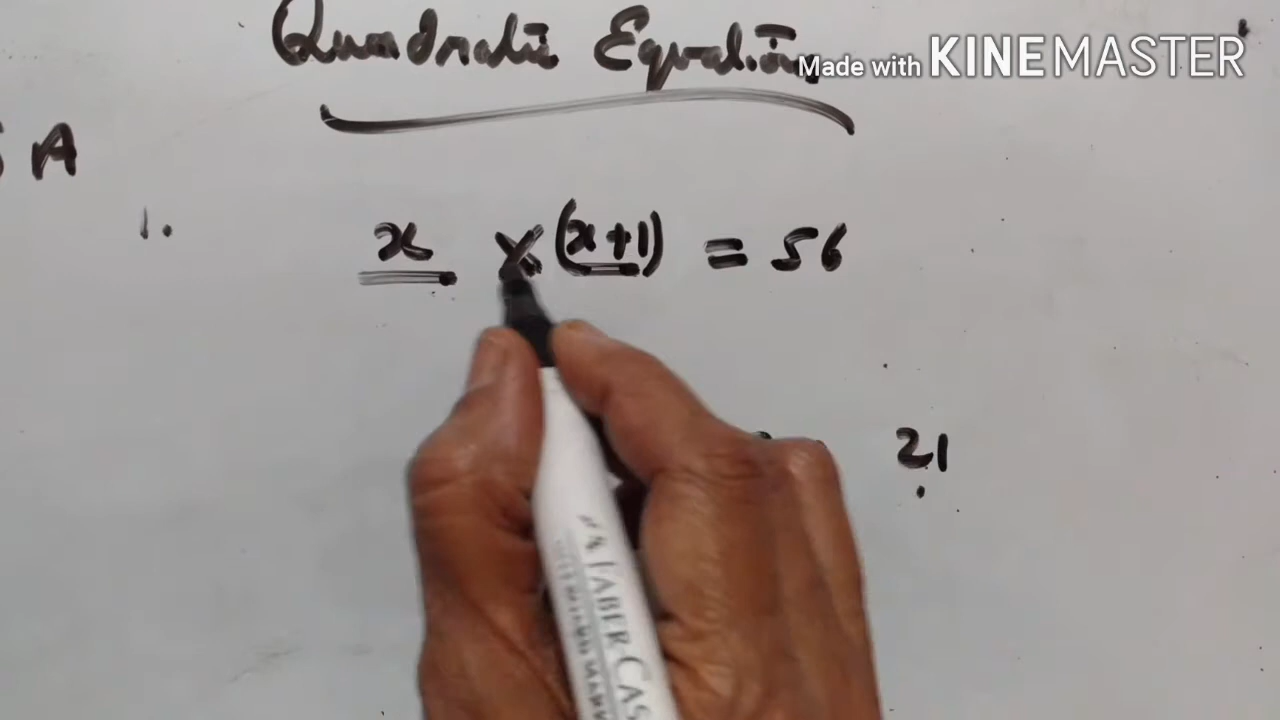 Quadratic Equation
Made with KINEMASTER
A
1. x × (x+1) = 56
21
FABER CAS